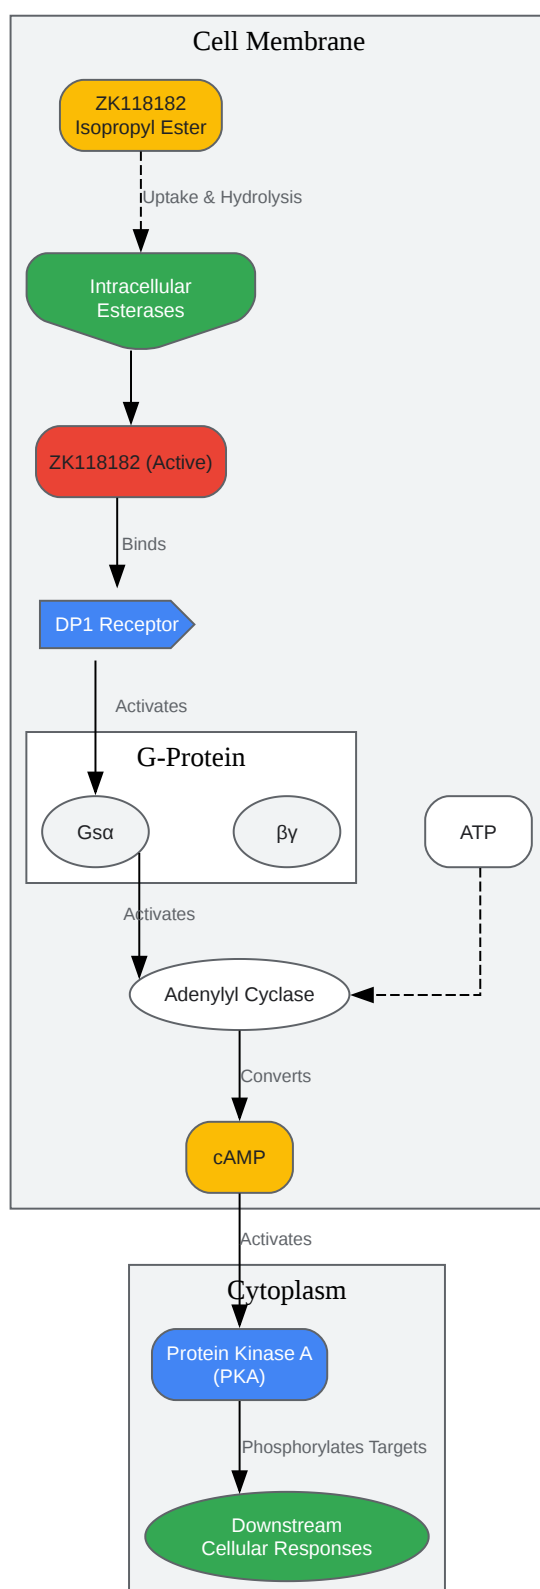 Cell Membrane
ZK118182
Isopropyl Ester
Uptake & Hydrolysis
Intracellular
Esterases
ZK118182 (Active)
Binds
DP1 Receptor
Activates
G-Protein
Gsα
βγ
ATP
Activates
Adenylyl Cyclase
Converts
cAMP
Activates
Cytoplasm
Protein Kinase A
(PKA)
Phosphorylates Targets
Downstream
Cellular Responses